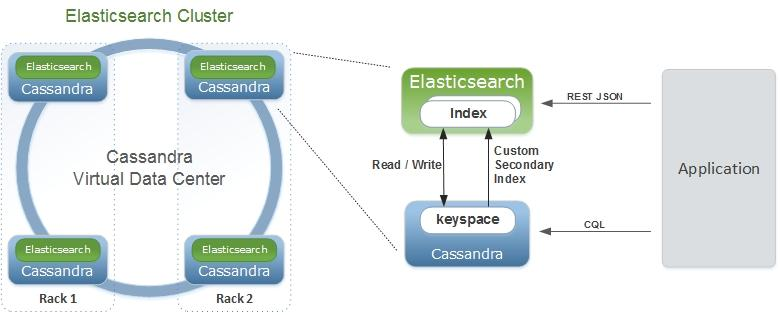 Elasticsearch Cluster
Elasticsearch
Cassandra
Elasticsearch
Cassandra
Cassandra
Virtual Data Center
Elasticsearch
Cassandra
Elasticsearch
Cassandra
Rack 1
Rack 2
Elasticsearch
Index
Read / Write
Custom
Secondary
Index
keyspace
Cassandra
REST JSON
CQL
Application